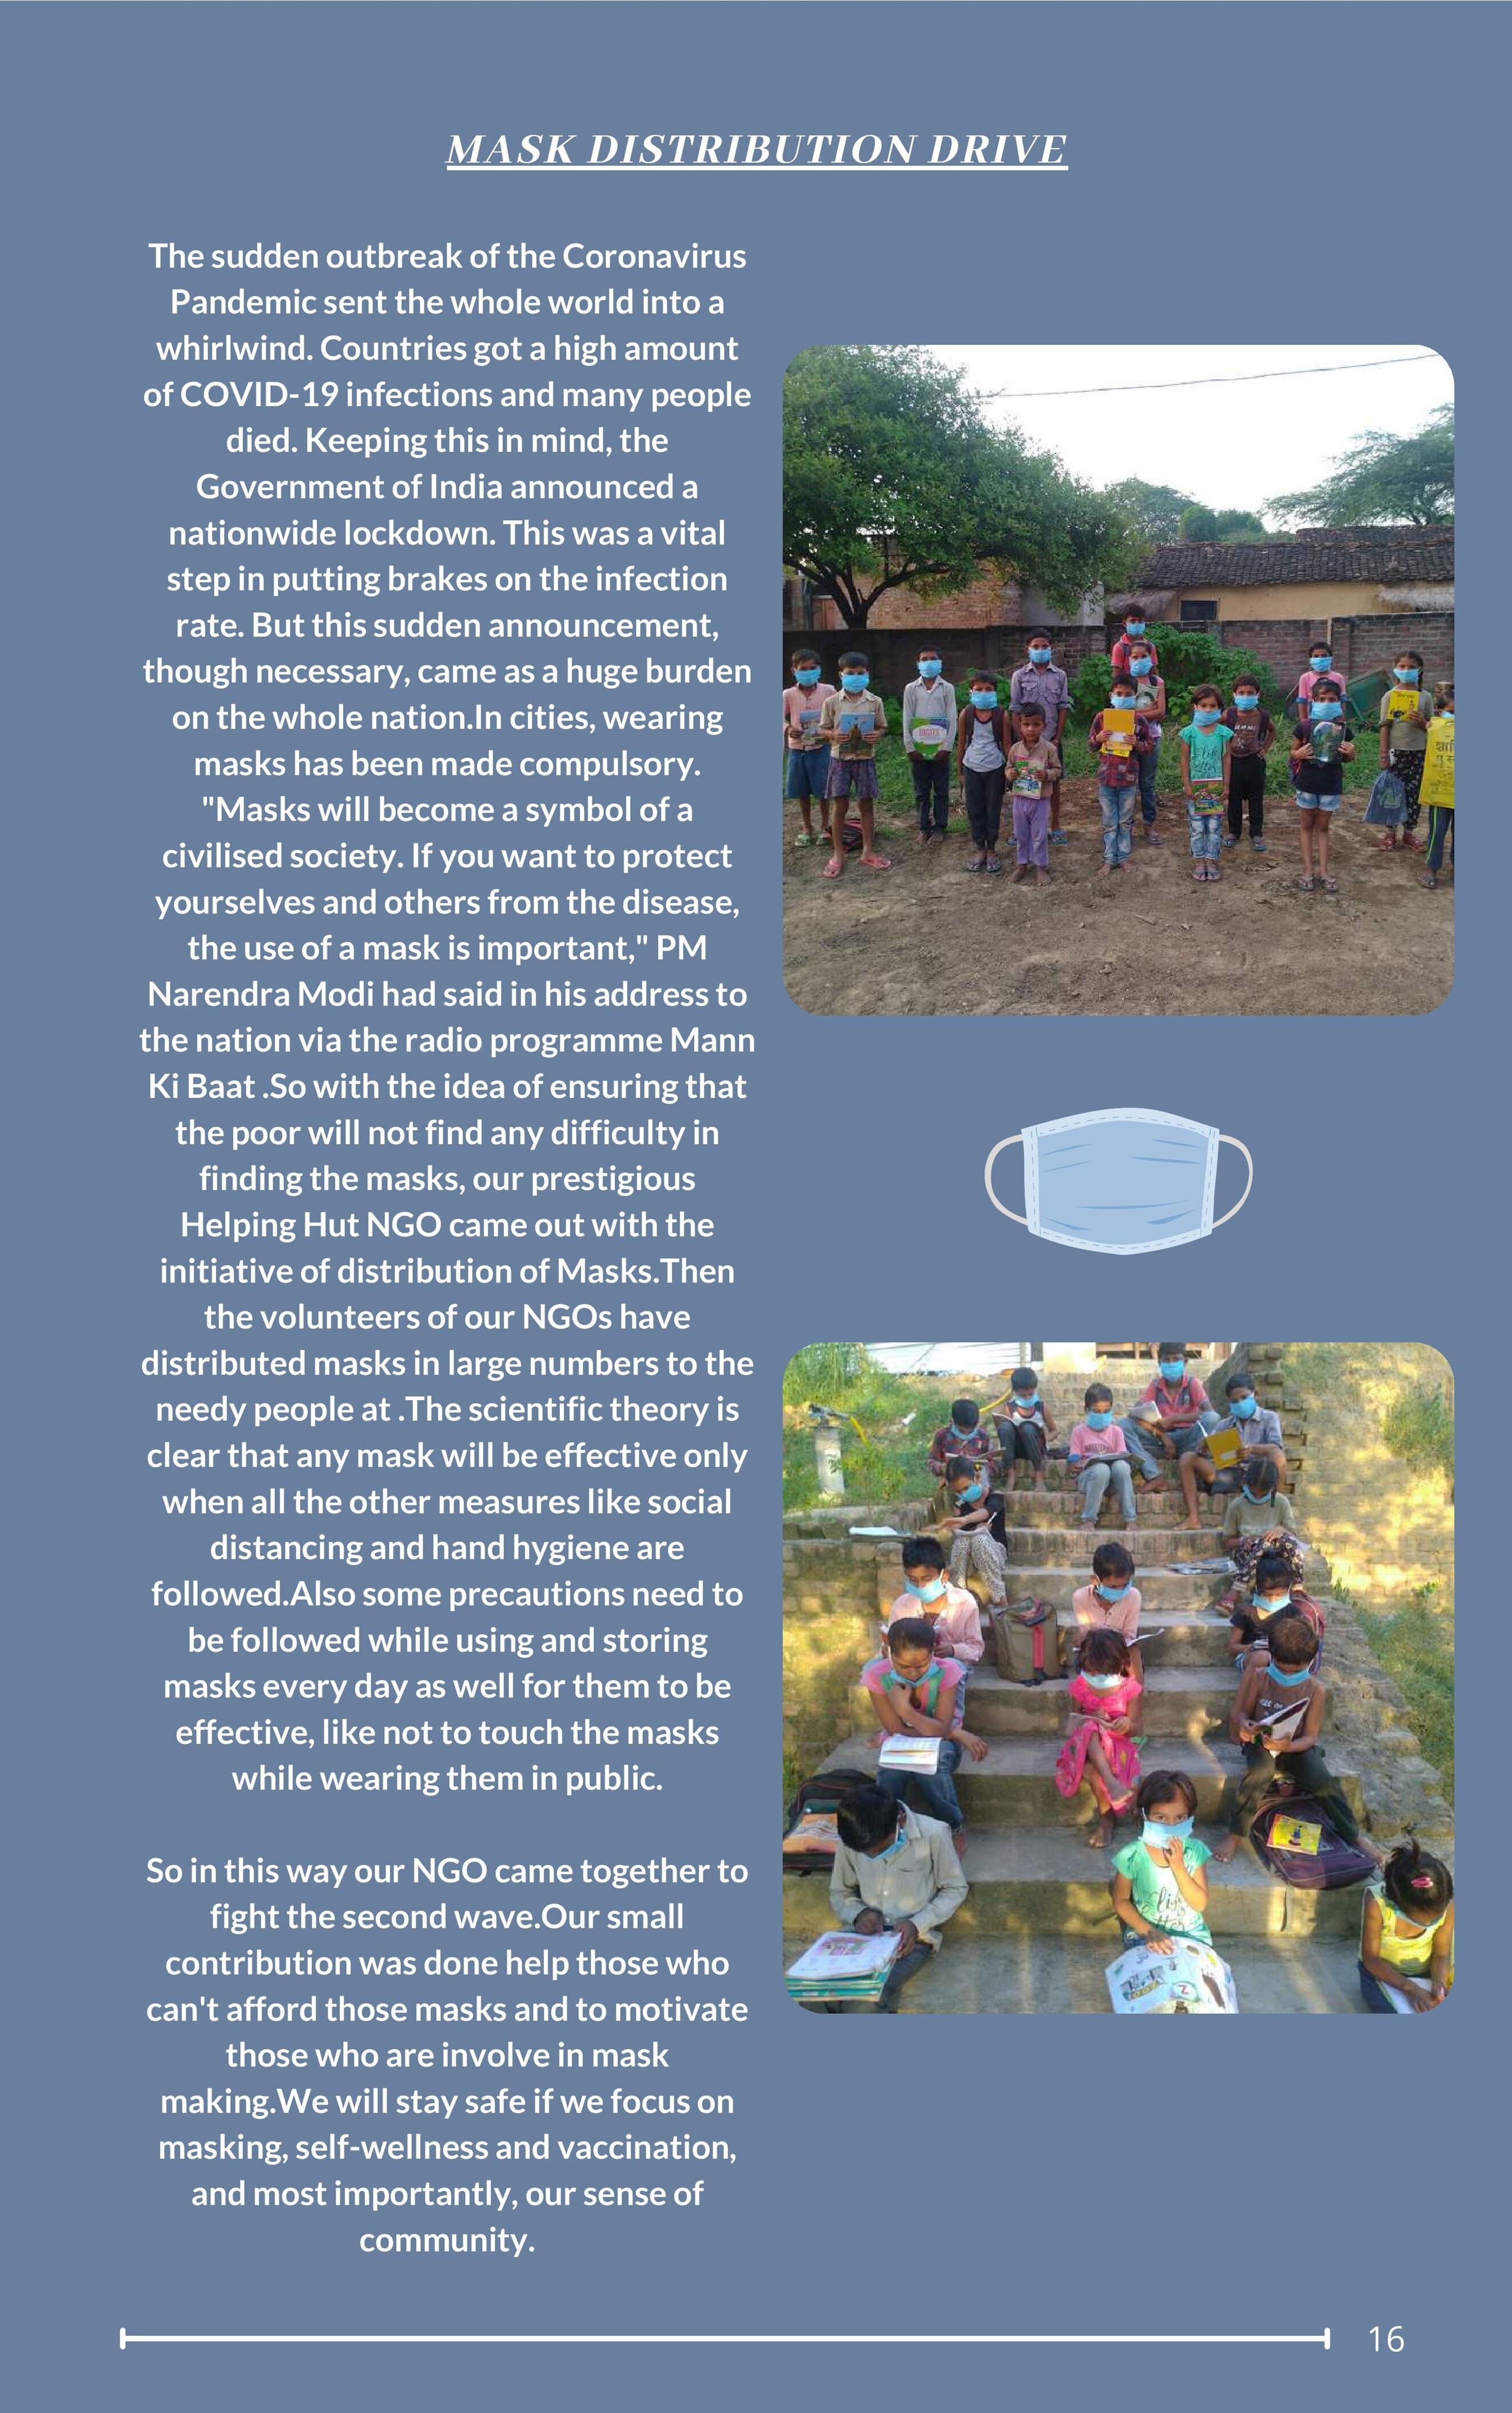 MASK DISTRIBUTION DRIVE
The sudden outbreak of the Coronavirus
Pandemic sent the whole world into a
whirlwind. Countries got a high amount
of COVID-19 infections and many people
died. Keeping this in mind, the
Government of India announced a
nationwide lockdown. This was a vital
step in putting brakes on the infection
rate. But this sudden announcement,
though necessary, came as a huge burden
on the whole nation.In cities, wearing
masks has been made compulsory.
"Masks will become a symbol of a
civilised society. If you want to protect
yourselves and others from the disease,
the use of a mask is important," PM
Narendra Modi had said in his address to
the nation via the radio programme Mann
Ki Baat .So with the idea of ensuring that
the poor will not find any difficulty in
finding the masks, our prestigious
Helping Hut NGO came out with the
initiative of distribution of Masks.Then
the volunteers of our NGOs have
distributed masks in large numbers to the
needy people at .The scientific theory is
clear that any mask will be effective only
when all the other measures like social
distancing and hand hygiene are
followed.Also some precautions need to
be followed while using and storing
masks every day as well for them to be
effective, like not to touch the masks
while wearing them in public.
So in this way our NGO came together to
fight the second wave.Our small
contribution was done help those who
can't afford those masks and to motivate
those who are involve in mask
making.We will stay safe if we focus on
masking, self-wellness and vaccination,
and most importantly, our sense of
community.
16